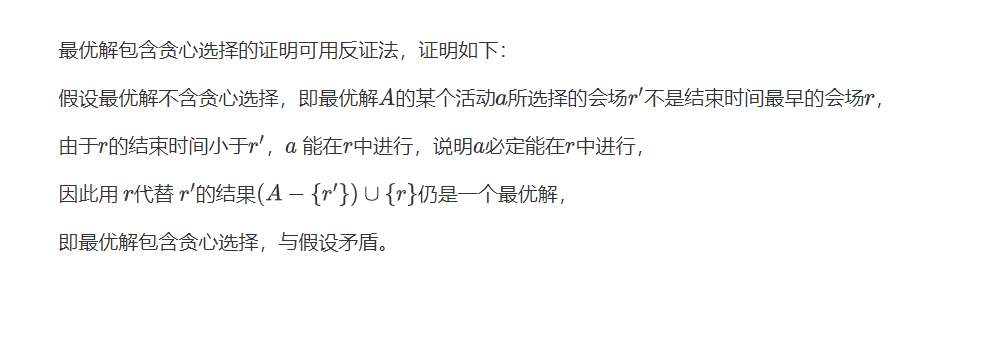 最优解包含贪心选择的证明可用反证法，证明如下：
假设最优解不含贪心选择，即最优解A的某个活动a所选择的会场r′不是结束时间最早的会场r，
由于r的结束时间小于r′，a 能在r中进行，说明a必定能在r中进行，
因此用 r代替 r′的结果(A − {r′}) ∪ {r}仍是一个最优解，
即最优解包含贪心选择，与假设矛盾。